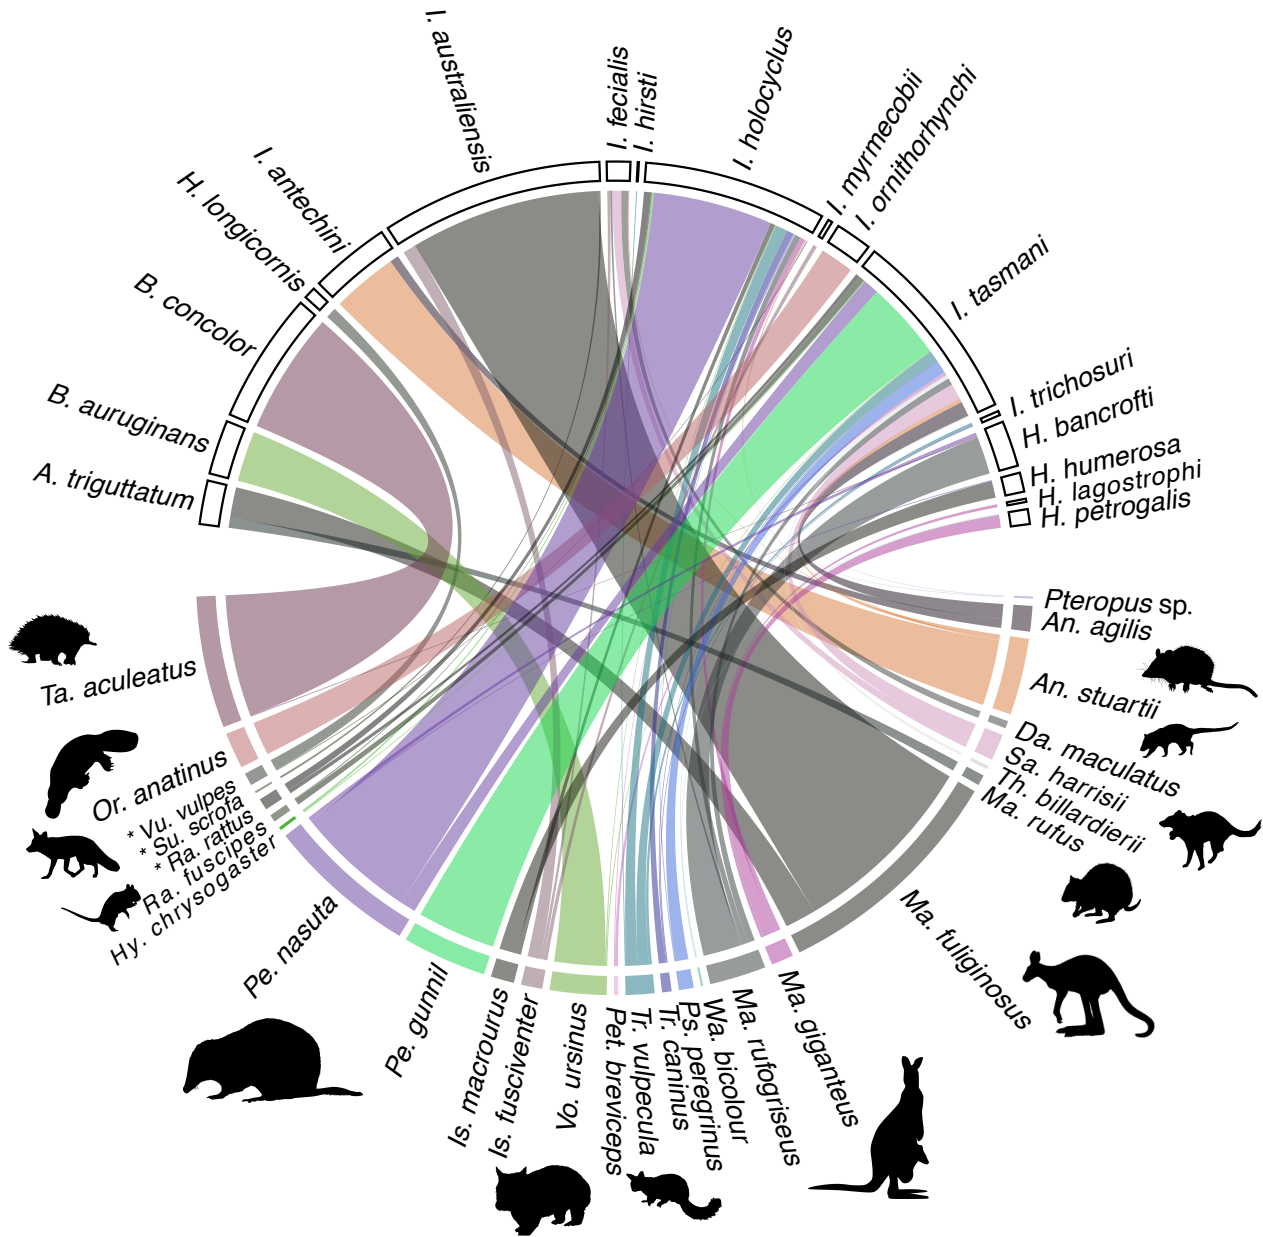 A. triguttatum
B. auruginans
B. concolor
H. longicornis
I. antechini
I. australiensis
I. fecialis
I. hirsti
I. holocyclus
I. myrmecobii
I. ornithorhynchi
I. tasmani
I. trichosuri
H. bancrofti
H. humerosa
H. lagostrophi
H. petrogalis
Pteropus sp.
An. agilis
An. stuartii
Da. maculatus
Sa. harrisii
Th. billardierii
Ma. rufus
Ma. fuliginosus
Ma. giganteus
Ma. rufogriseus
Wa. bicolour
Ps. peregrinus
Tr. caninus
Tr. vulpecula
Pet. breviceps
Vo. ursinus
Is. fusciventer
Is. macrourus
Pe. gunnil
Pe. nasuta
Hy. chrysogaster
Ra. fuscipes
* Ra. rattus
* Su. scrofa
* Vu. vulpes
Or. anatinus
Ta. aculeatus